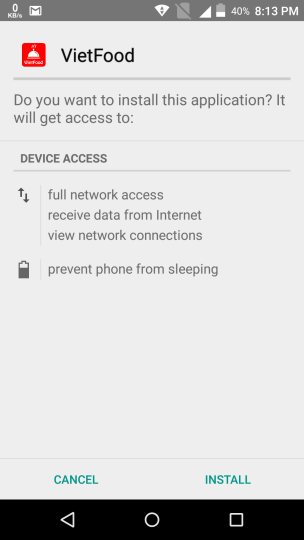 0
KB/s
40%
8:13 PM
VietFood
VietFood
Do you want to install this application? It
will get access to:
DEVICE ACCESS
full network access
receive data from Internet
view network connections
prevent phone from sleeping
CANCEL
INSTALL